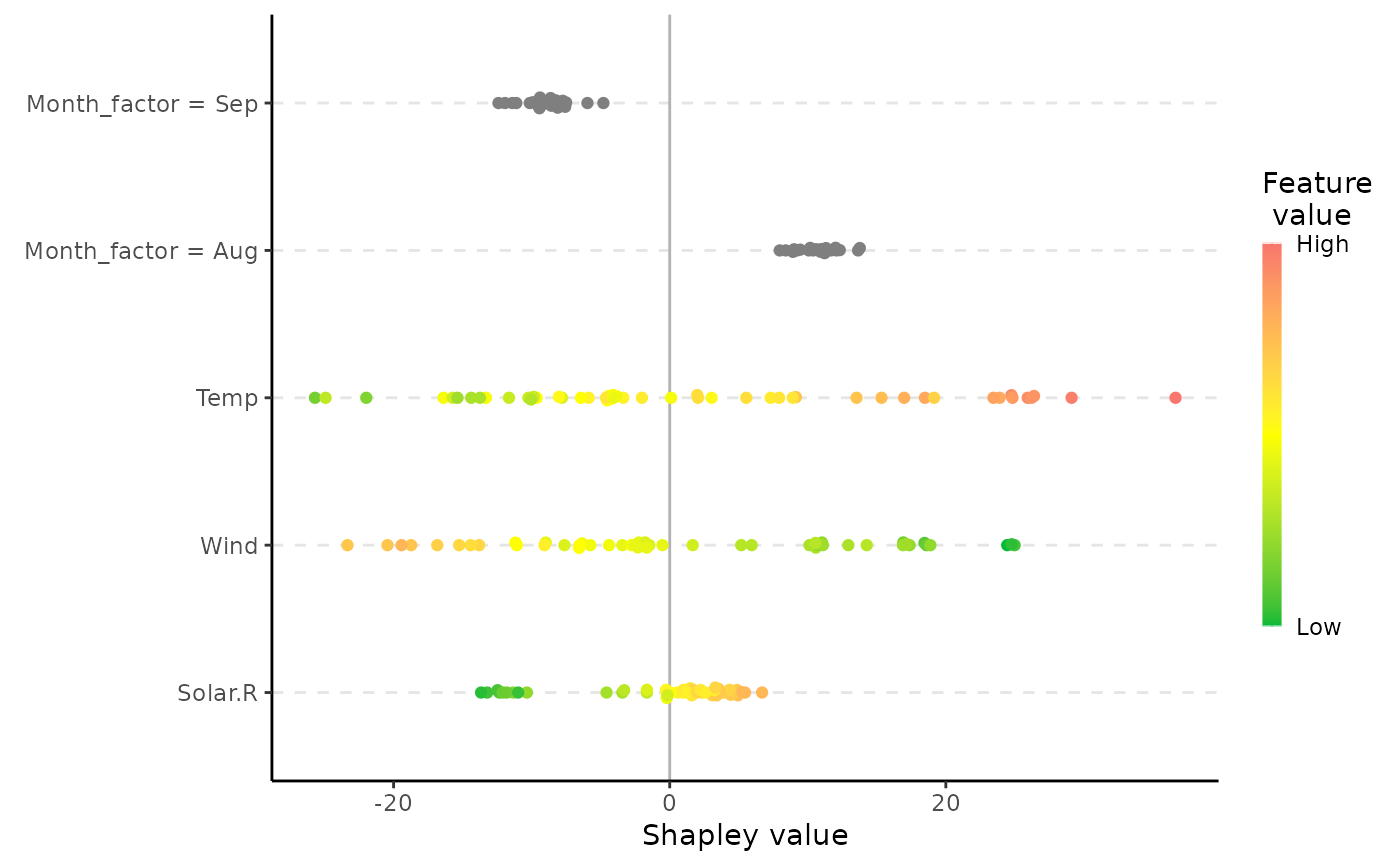 Month_factor = Sep
Month_factor = Aug
Temp
Wind
Solar.R
-20
0
20
Shapley value
Feature
value
High
Low